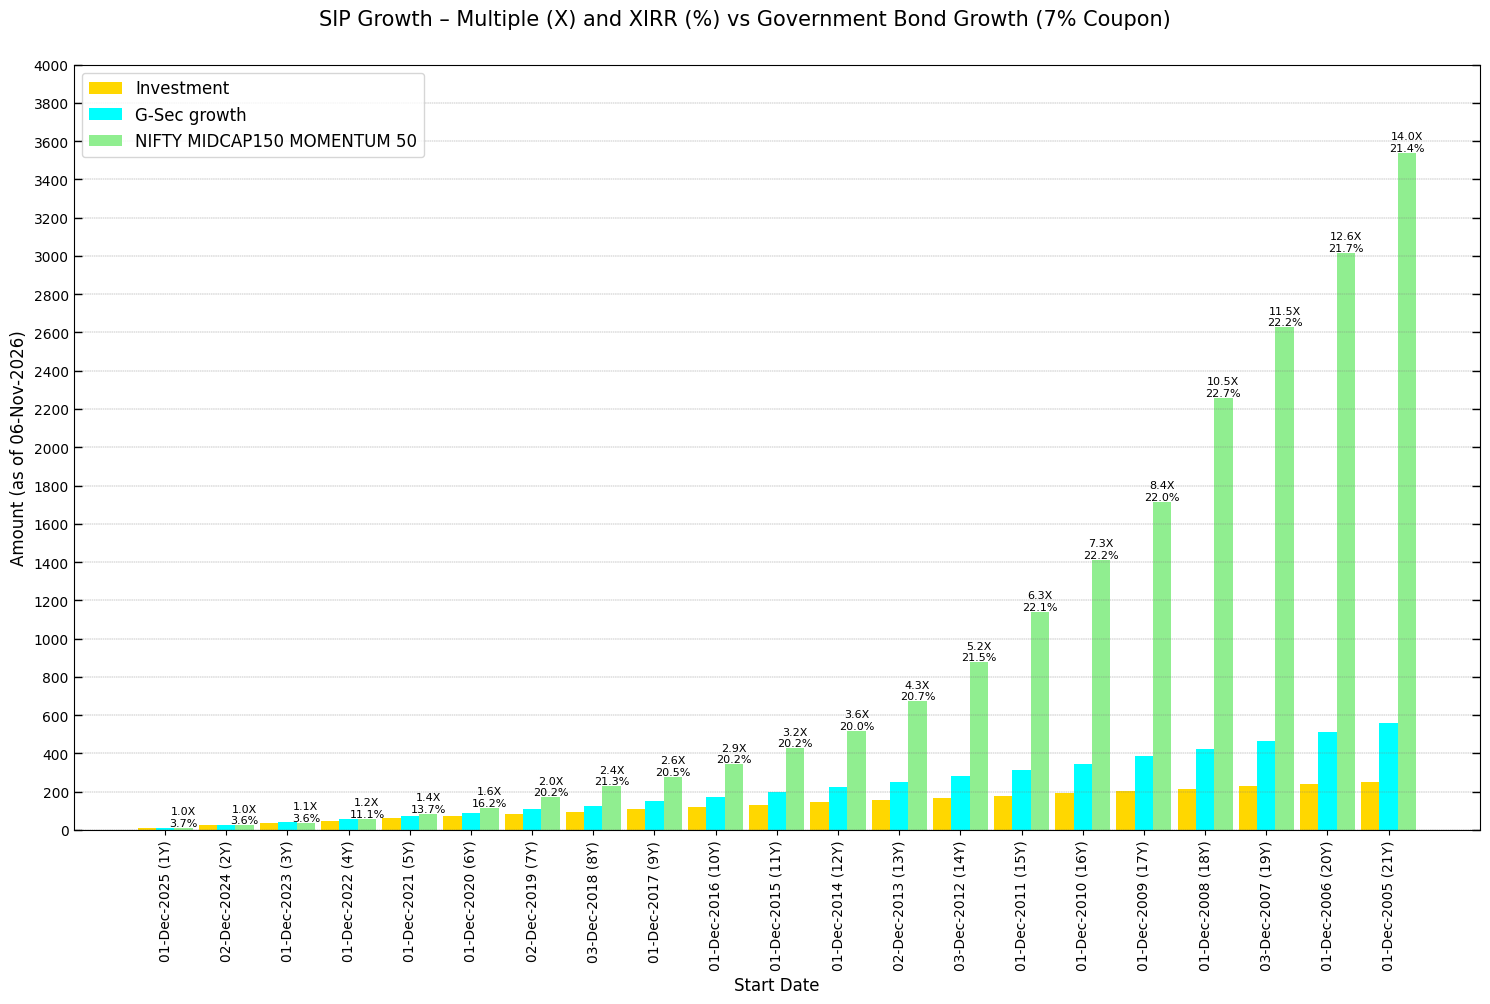 SIP Growth – Multiple (X) and XIRR (%) vs Government Bond Growth (7% Coupon)
Investment
G-Sec growth
NIFTY MIDCAP150 MOMENTUM 50
Amount (as of 06-Nov-2026)
4000
3800
3600
3400
3200
3000
2800
2600
2400
2200
2000
1800
1600
1400
1200
1000
800
600
400
200
0
1.0X
3.7%
1.0X
3.6%
1.1X
3.6%
1.2X
11.1%
1.4X
13.7%
1.6X
16.2%
2.0X
20.2%
2.4X
21.3%
2.6X
20.5%
2.9X
20.2%
3.2X
20.2%
3.6X
20.0%
4.3X
20.7%
5.2X
21.5%
6.3X
22.1%
7.3X
22.2%
8.4X
22.0%
10.5X
22.7%
11.5X
22.2%
12.6X
21.7%
14.0X
21.4%
01-Dec-2025 (1Y)
02-Dec-2024 (2Y)
01-Dec-2023 (3Y)
01-Dec-2022 (4Y)
01-Dec-2021 (5Y)
01-Dec-2020 (6Y)
02-Dec-2019 (7Y)
03-Dec-2018 (8Y)
01-Dec-2017 (9Y)
01-Dec-2016 (10Y)
01-Dec-2015 (11Y)
01-Dec-2014 (12Y)
02-Dec-2013 (13Y)
03-Dec-2012 (14Y)
01-Dec-2011 (15Y)
01-Dec-2010 (16Y)
01-Dec-2009 (17Y)
01-Dec-2008 (18Y)
03-Dec-2007 (19Y)
01-Dec-2006 (20Y)
01-Dec-2005 (21Y)
Start Date